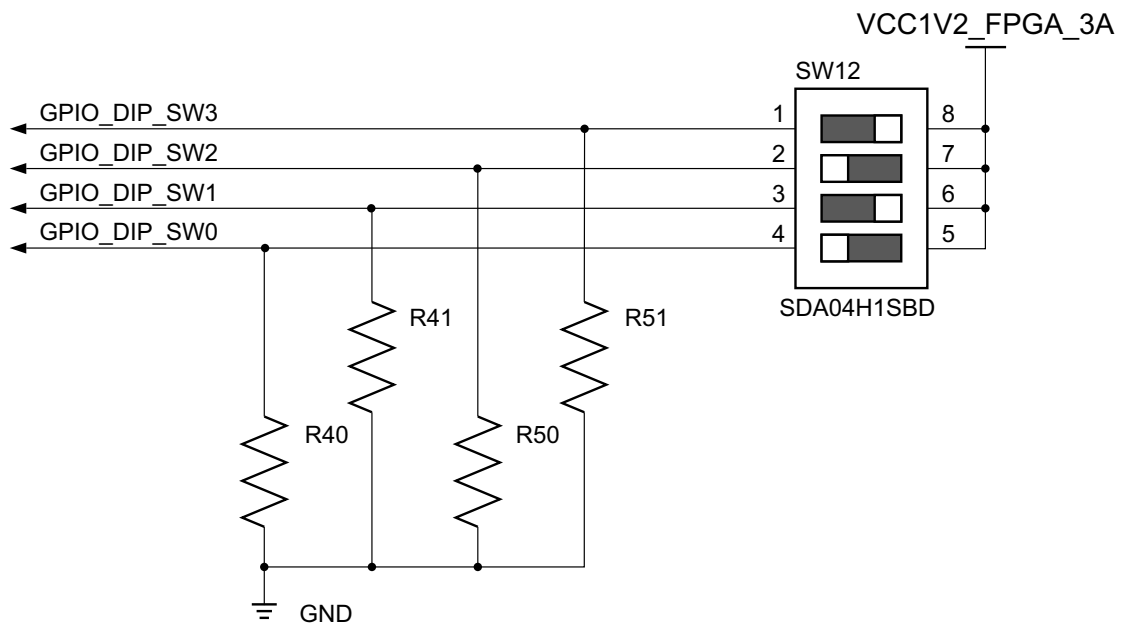 VCC1V2_FPGA_3A
SW12
GPIO_DIP_SW3 1 8
GPIO_DIP_SW2 2 7
GPIO_DIP_SW1 3 6
GPIO_DIP_SW0 4 5
SDA04H1SBD
R41 R51
R40 R50
GND